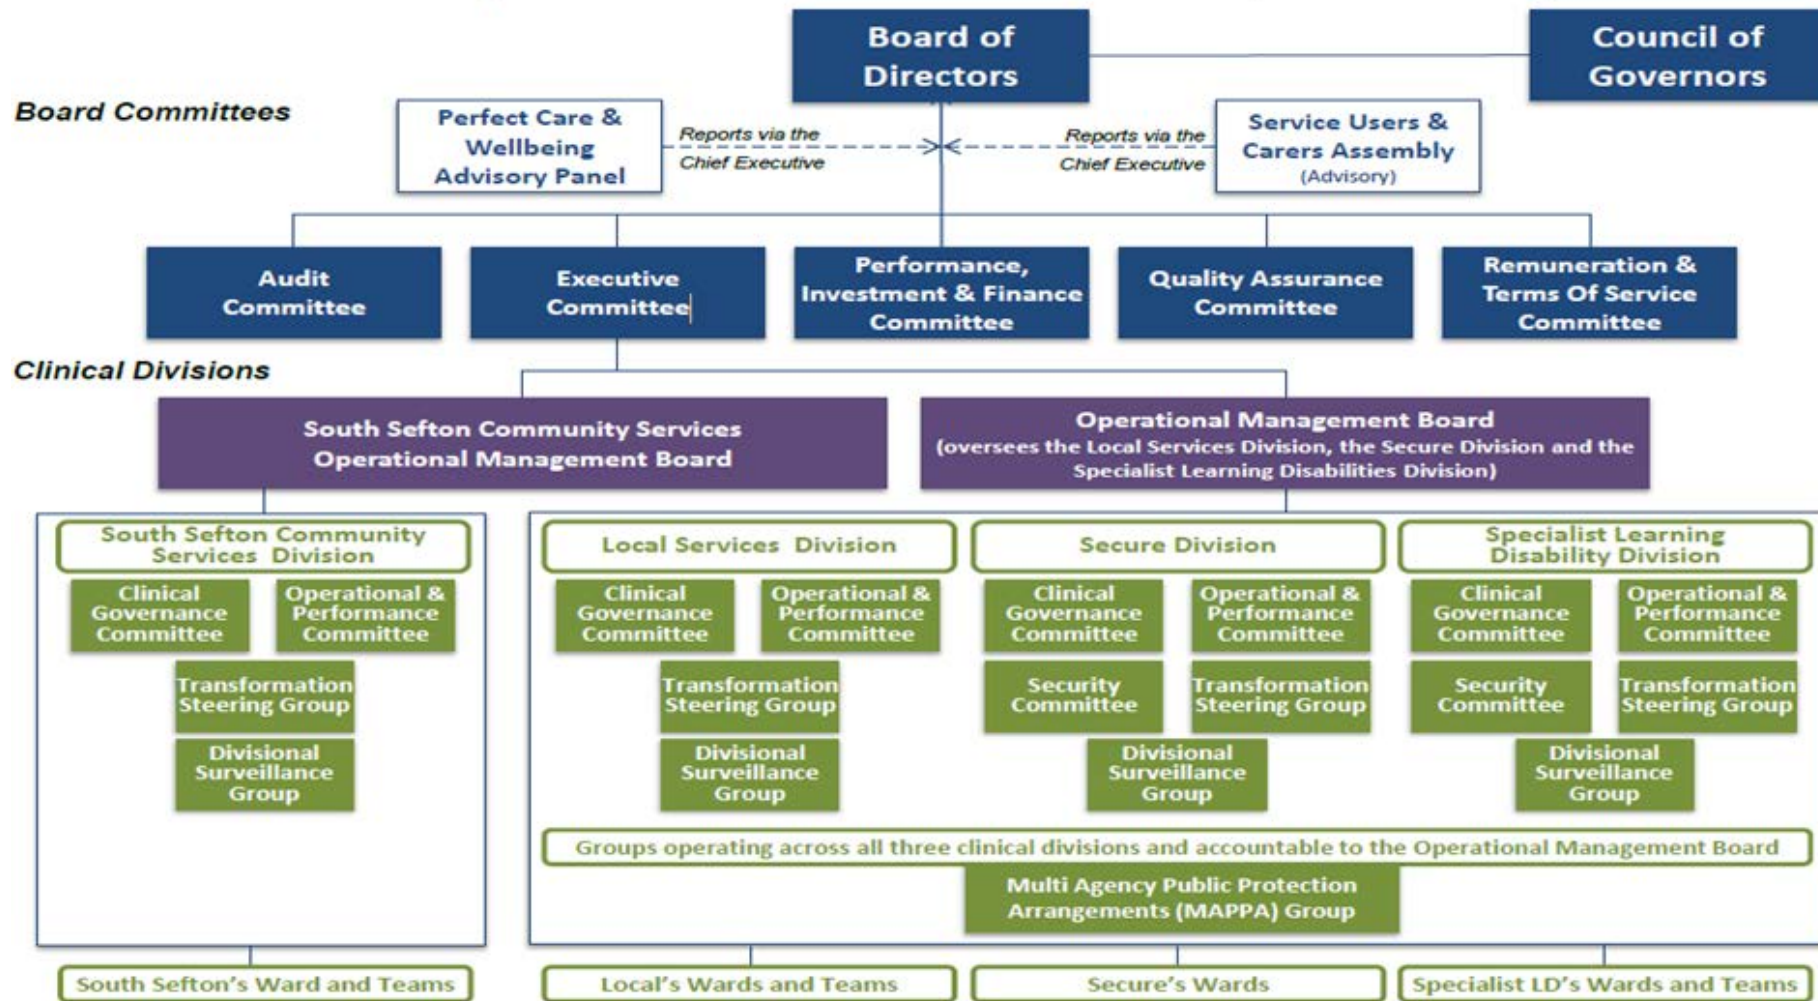 Board of
Directors
Council of
Governors
Board Committees
Perfect Care &
Wellbeing
Advisory Panel
Reports via the
Chief Executive
Reports via the
Chief Executive
Service Users &
Carers Assembly
(Advisory)
Audit
Committee
Executive
Committee
Performance,
Investment & Finance
Committee
Quality Assurance
Committee
Remuneration &
Terms Of Service
Committee
Clinical Divisions
South Sefton Community Services
Operational Management Board
Operational Management Board
(oversees the Local Services Division, the Secure Division and the
Specialist Learning Disabilities Division)
South Sefton Community
Services Division
Clinical
Governance
Committee
Operational &
Performance
Committee
Transformation
Steering Group
Divisional
Surveillance
Group
Local Services Division
Clinical
Governance
Committee
Operational &
Performance
Committee
Transformation
Steering Group
Divisional
Surveillance
Group
Secure Division
Clinical
Governance
Committee
Operational &
Performance
Committee
Security
Committee
Transformation
Steering Group
Divisional
Surveillance
Group
Specialist Learning
Disability Division
Clinical
Governance
Committee
Operational &
Performance
Committee
Security
Committee
Transformation
Steering Group
Divisional
Surveillance
Group
Groups operating across all three clinical divisions and accountable to the Operational Management Board
Multi Agency Public Protection
Arrangements (MAPPA) Group
South Sefton's Ward and Teams
Local's Wards and Teams
Secure's Wards
Specialist LD's Wards and Teams